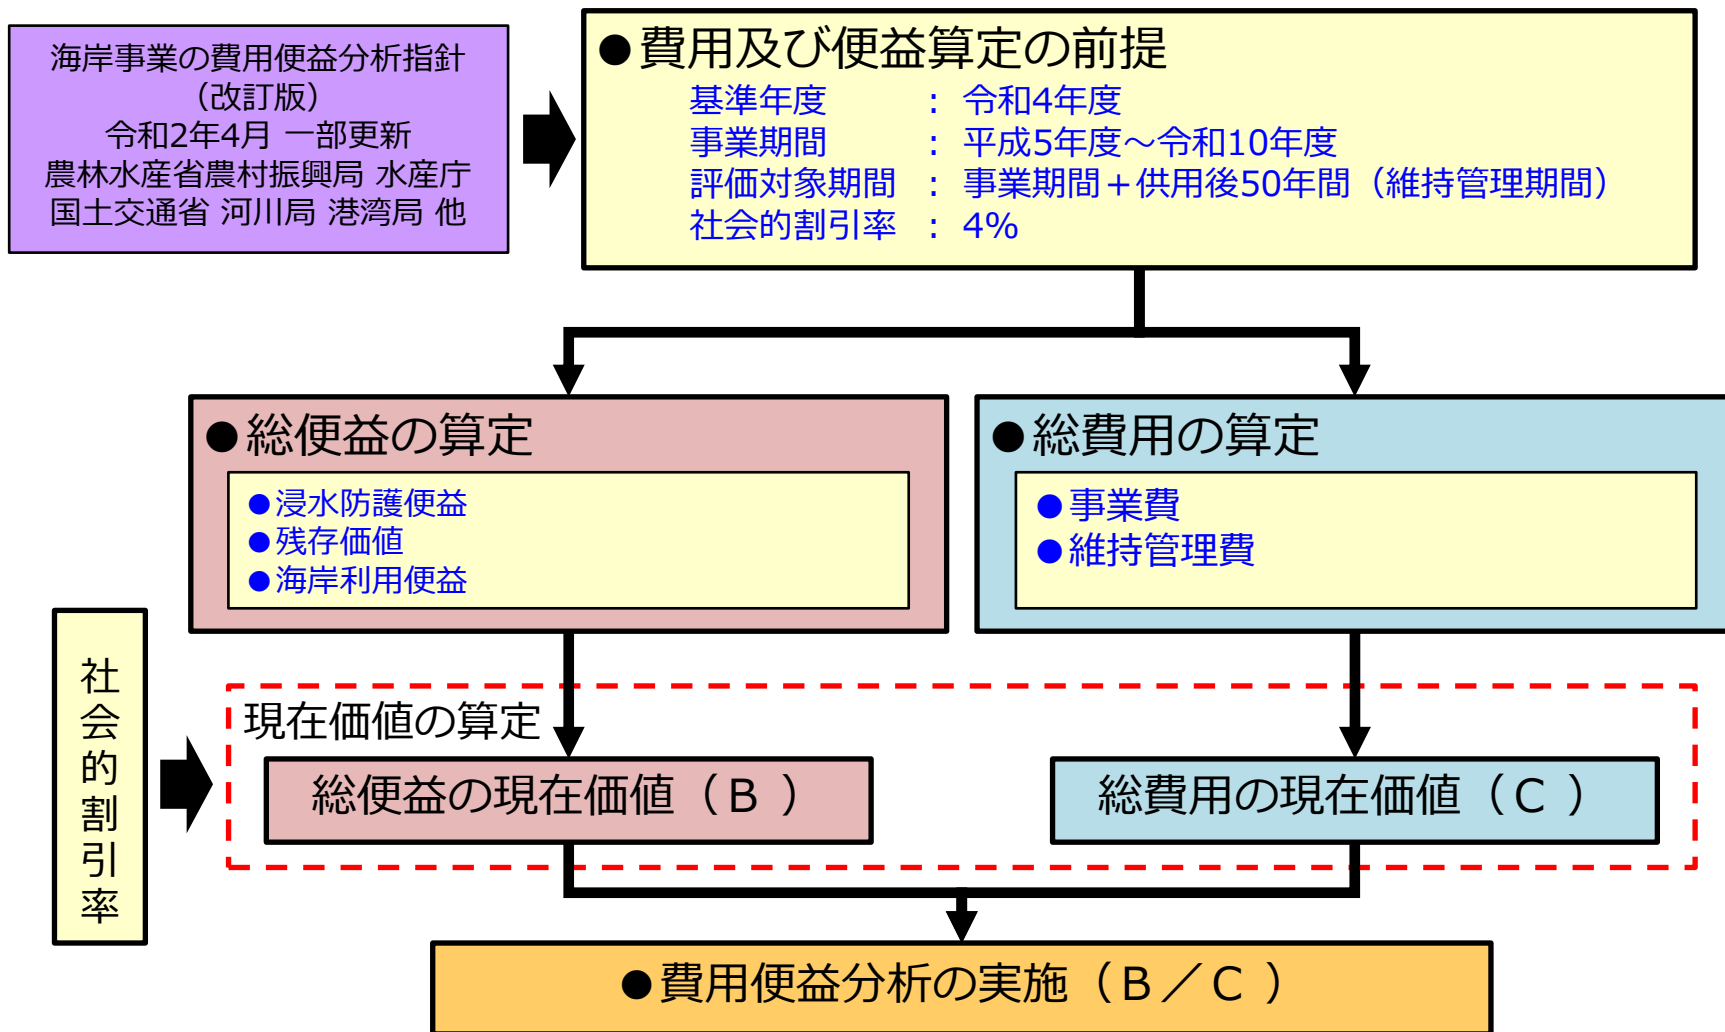 海岸事業の費用便益分析指針
（改訂版）
令和2年4月 一部更新
農林水産省農村振興局 水産庁
国土交通省 河川局 港湾局 他
●費用及び便益算定の前提
基準年度 ： 令和4年度
事業期間 ： 平成5年度～令和10年度
評価対象期間 ： 事業期間＋供用後50年間（維持管理期間）
社会的割引率 ： 4%
●総便益の算定
●浸水防護便益
●残存価値
●海岸利用便益
●総費用の算定
●事業費
●維持管理費
社会的割引率
現在価値の算定
総便益の現在価値（Ｂ ）
総費用の現在価値（Ｃ ）
●費用便益分析の実施（Ｂ／Ｃ ）